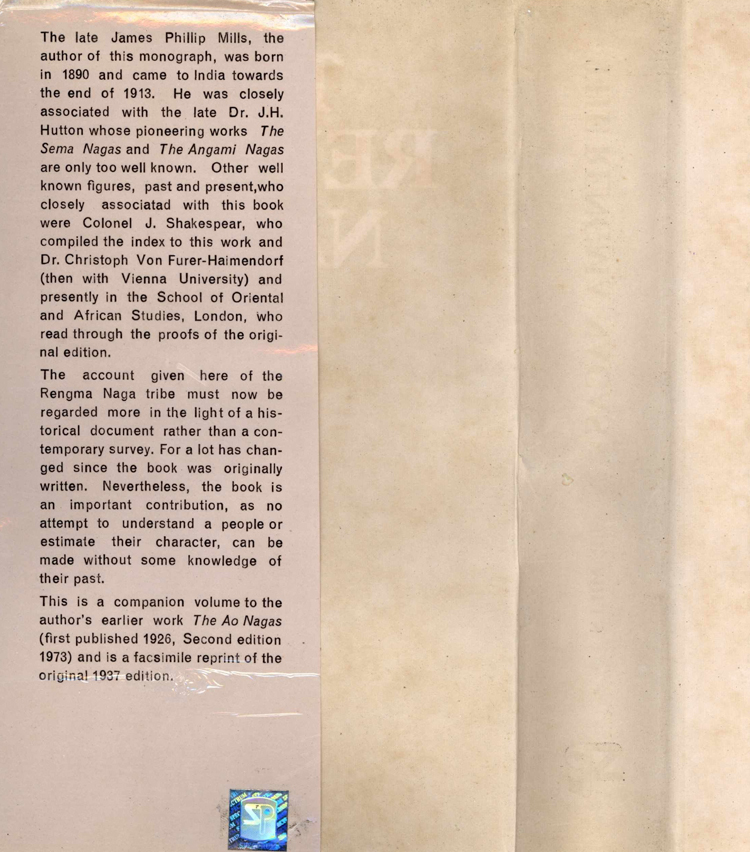 The late James Phillip Mills, the
author of this monograph, was born
in 1890 and came to India towards
the end of 1913. He was closely
associated with the late Dr. J.H.
Hutton whose pioneering works The
Sema Nagas and The Angami Nagas
are only too well known. Other well
known figures, past and present,who
closely associatad with this book
were Colonel J. Shakespear, who
compiled the index to this work and
Dr. Christoph Von Furer-Haimendorf
(then with Vienna University) and
presently in the School of Oriental
and African Studies, London, who
read through the proofs of the origi-
nal edition.
The account given here of the
Rengma Naga tribe must now be
regarded more in the light of a his-
torical document rather than a con-
temporary survey. For a lot has chan-
ged since the book was originally
written. Nevertheless, the book is
an important contribution, as no
attempt to understand a people or
estimate their character, can be
made without some knowledge of
their past.
This is a companion volume to the
author's earlier work The Ao Nagas
(first published 1926, Second edition
1973) and is a facsimile reprint of the
original 1937 edition.